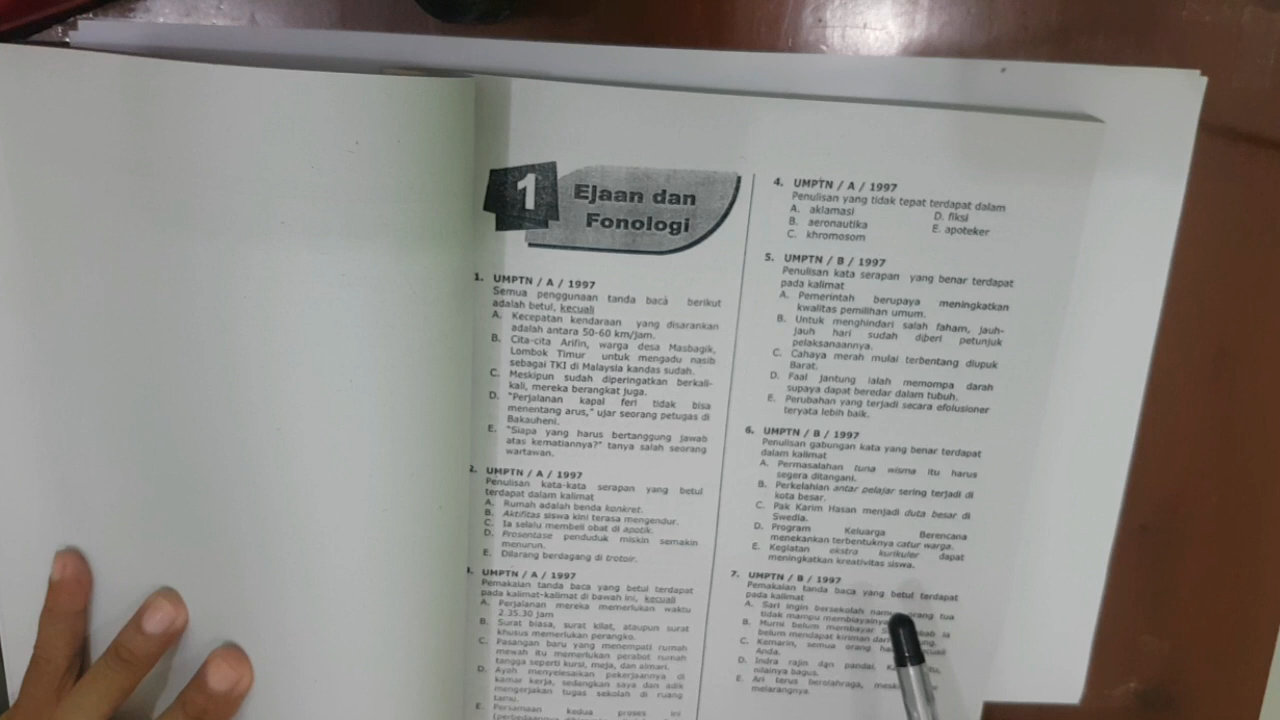 1
Ejaan dan
Fonologi
1. UMPTN / A / 1997
Semua penggunaan tanda baca berikut
adalah betul, kecuali
A. Kecepatan kendaraan yang disarankan
adalah antara 50-60 km/jam.
B. Cita-cita Arifin, warga desa Masbagik,
Lombok Timur untuk mengadu nasib
sebagai TKI di Malaysia kandas sudah.
C. Meskipun sudah diperingatkan berkali-
kali, mereka berangkat juga.
D. "Perjalanan kapal feri tidak bisa
menentang arus," ujar seorang petugas di
Bakauheni.
E. "Siapa yang harus bertanggung jawab
atas kematiannya?" tanya salah seorang
wartawan.
2. UMPTN / A / 1997
Penulisan kata-kata serapan yang betul
terdapat dalam kalimat
A. Rumah adalah benda konkret.
B. Aktifitas siswa kini terasa mengendur.
C. Ia selalu membeli obat di apotik.
D. Prosentase penduduk miskin semakin
menurun.
E. Dilarang berdagang di trotoir.
UMPTN / A / 1997
Pemakaian tanda baca yang betul terdapat
pada kalimat-kalimat di bawah ini, kecuali
A. Perjalanan mereka memerlukan waktu
2.35.30 jam
B. Surat biasa, surat kilat, ataupun surat
khusus memerlukan perangko.
C. Pasangan baru yang menempati rumah
mewah itu memerlukan perabot rumah
tangga seperti kursi, meja, dan almari.
D. Ayah menyelesaikan pekerjaannya di
kamar kerja, sedangkan saya dan adik
mengerjakan tugas sekolah di ruang
tamu.
E. Persamaan kedua proses ini
4. UMPTN / A / 1997
Penulisan yang tidak tepat terdapat dalam
A. aklamasi D. fiksi
B. aeronautika E. apoteker
C. khromosom
5. UMPTN / B / 1997
Penulisan kata serapan yang benar terdapat
pada kalimat
A. Pemerintah berupaya meningkatkan
kwalitas pemilihan umum.
B. Untuk menghindari salah faham, jauh-
jauh hari sudah diberi petunjuk
pelaksanaannya.
C. Cahaya merah mulai terbentang diupuk
Barat.
D. Faal jantung ialah memompa darah
supaya dapat beredar dalam tubuh.
E. Perubahan yang terjadi secara efolusioner
teryata lebih baik.
6. UMPTN / B / 1997
Penulisan gabungan kata yang benar terdapat
dalam kalimat
A. Permasalahan tuna wisma itu harus
segera ditangani.
B. Perkelahian antar pelajar sering terjadi di
kota besar.
C. Pak Karim Hasan menjadi duta besar di
Swedia.
D. Program Keluarga Berencana
menekankan terbentuknya catur warga.
E. Kegiatan ekstra kurikuler dapat
meningkatkan kreativitas siswa.
7. UMPTN / B / 1997
Pemakaian tanda baca yang betul terdapat
pada kalimat
A. Sari ingin bersekolah orang tua
tidak mampu membiayainya
B. Murni belum membayar ia
belum mendapat kiriman dari
C. Kemarin, semua orang
Anda.
D. Indra rajin dan pandai.
nilainya bagus.
E. Ari terus berolahraga,
melarangnya.